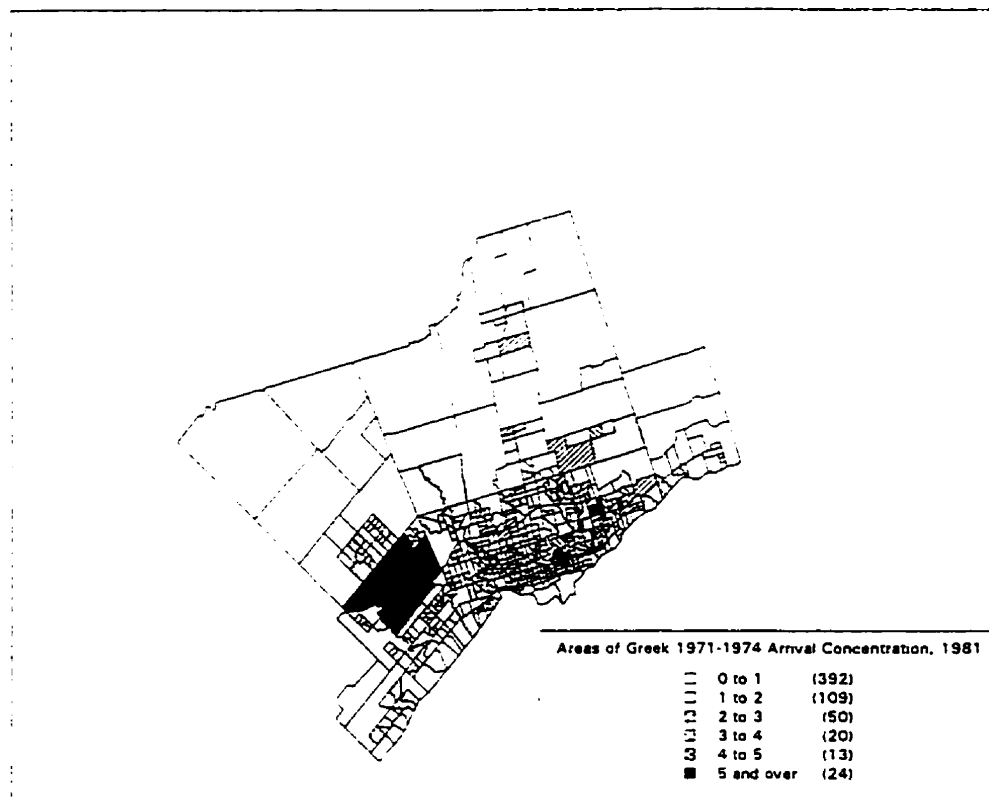 Areas of Greek 1971-1974 Arrival Concentration, 1981
0 to 1 (392)
1 to 2 (109)
2 to 3 (50)
3 to 4 (20)
4 to 5 (13)
5 and over (24)